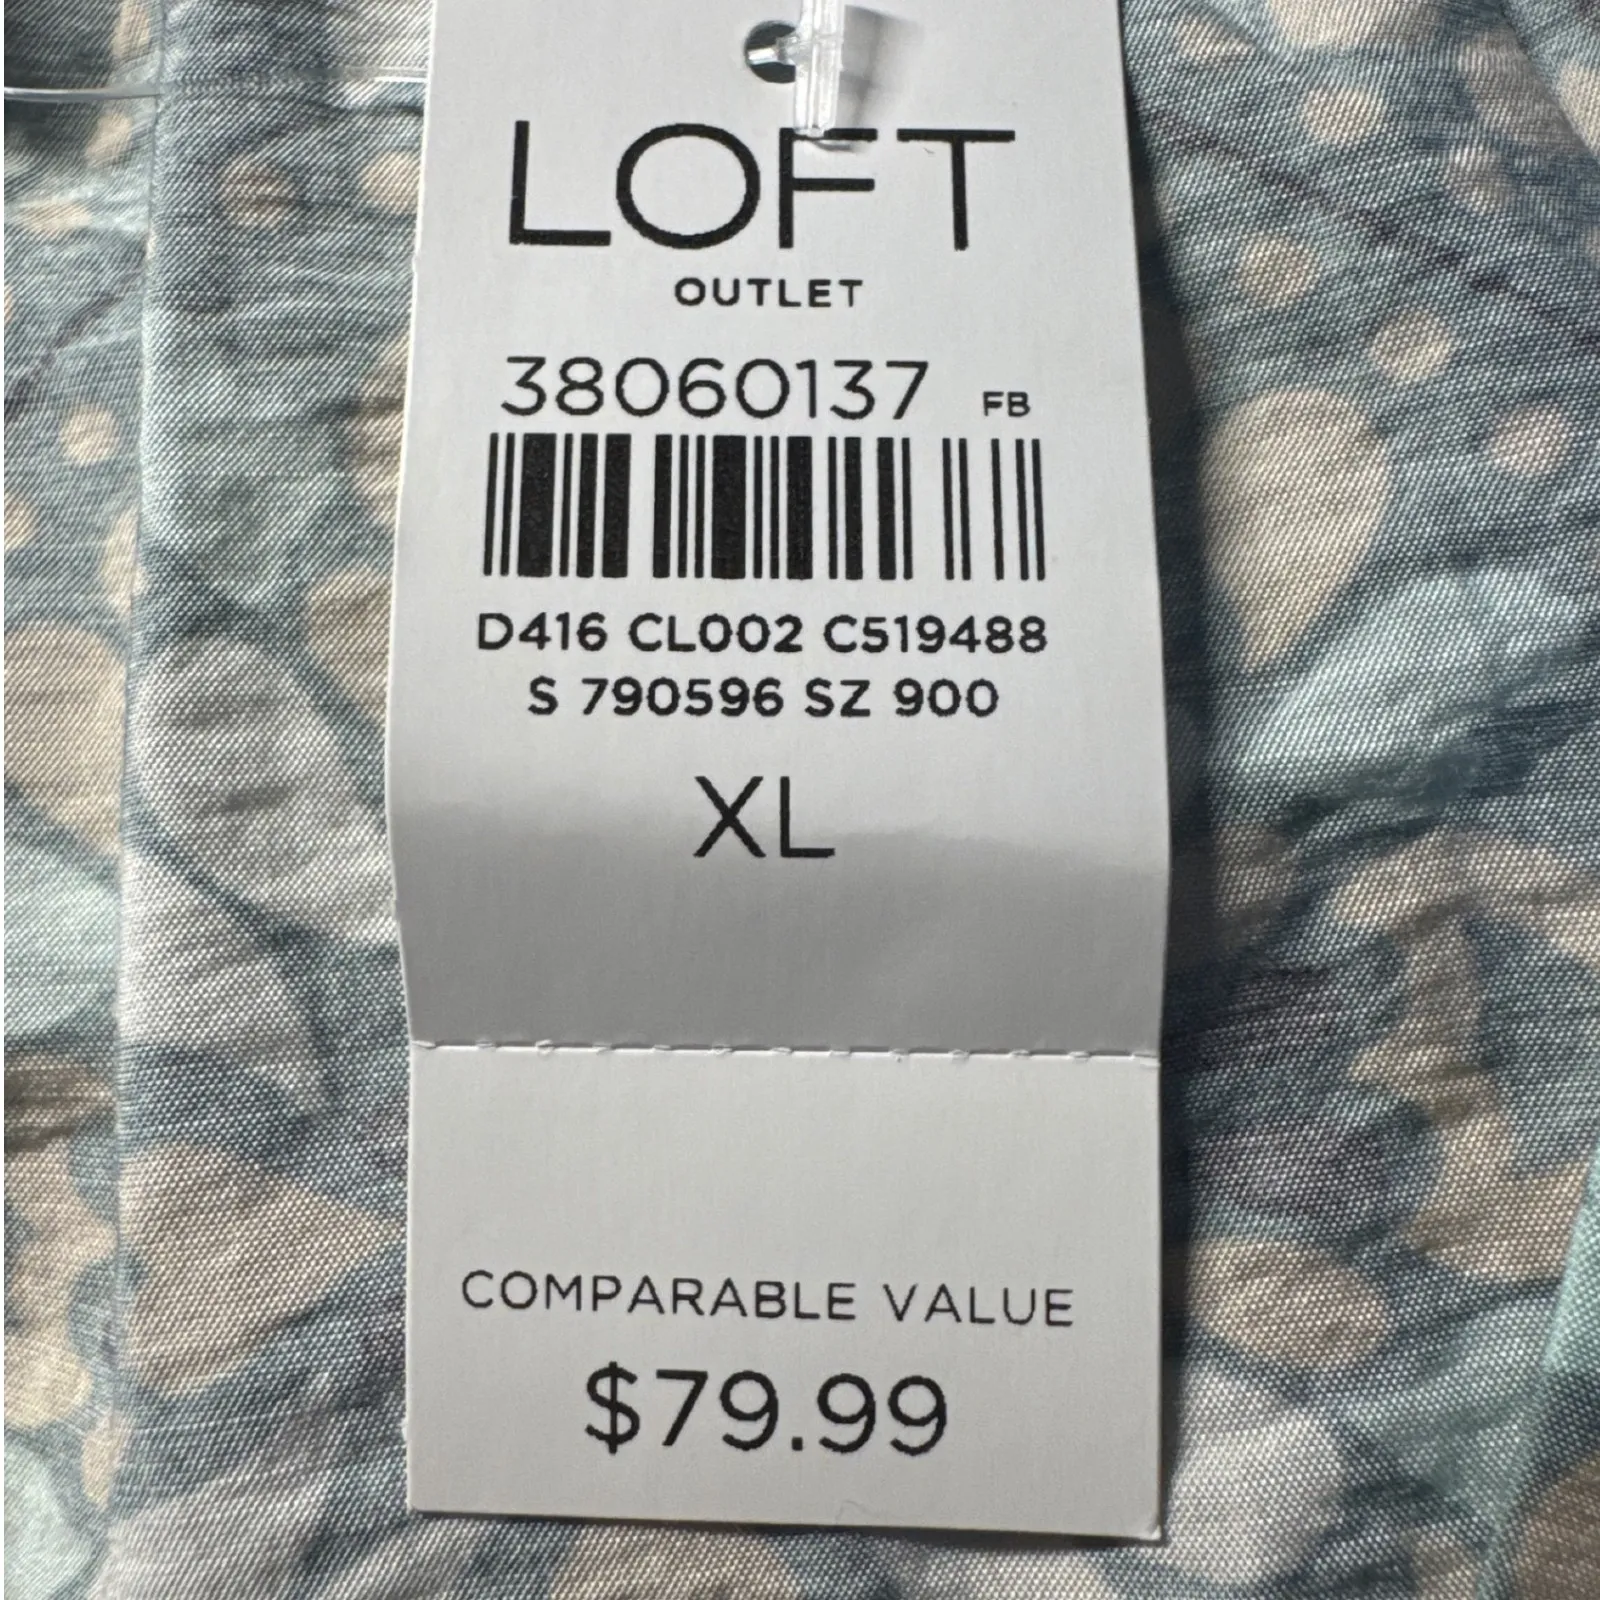 LOFT
OUTLET
38060137 FB
D416 CL002 C519488
S 790596 SZ 900
XL
COMPARABLE VALUE
$79.99